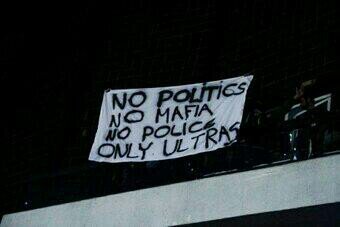 NO POLITICS
NO MAFIA
NO POLICE
ONLY ULTRAS